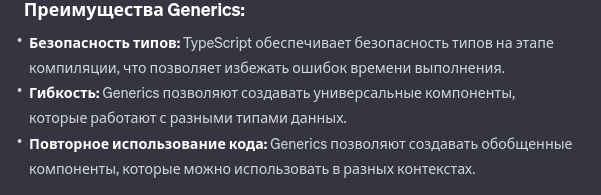 Преимущества Generics:
• Безопасность типов: TypeScript обеспечивает безопасность типов на этапе
компиляции, что позволяет избежать ошибок времени выполнения.
• Гибкость: Generics позволяют создавать универсальные компоненты,
которые работают с разными типами данных.
• Повторное использование кода: Generics позволяют создавать обобщенные
компоненты, которые можно использовать в разных контекстах.